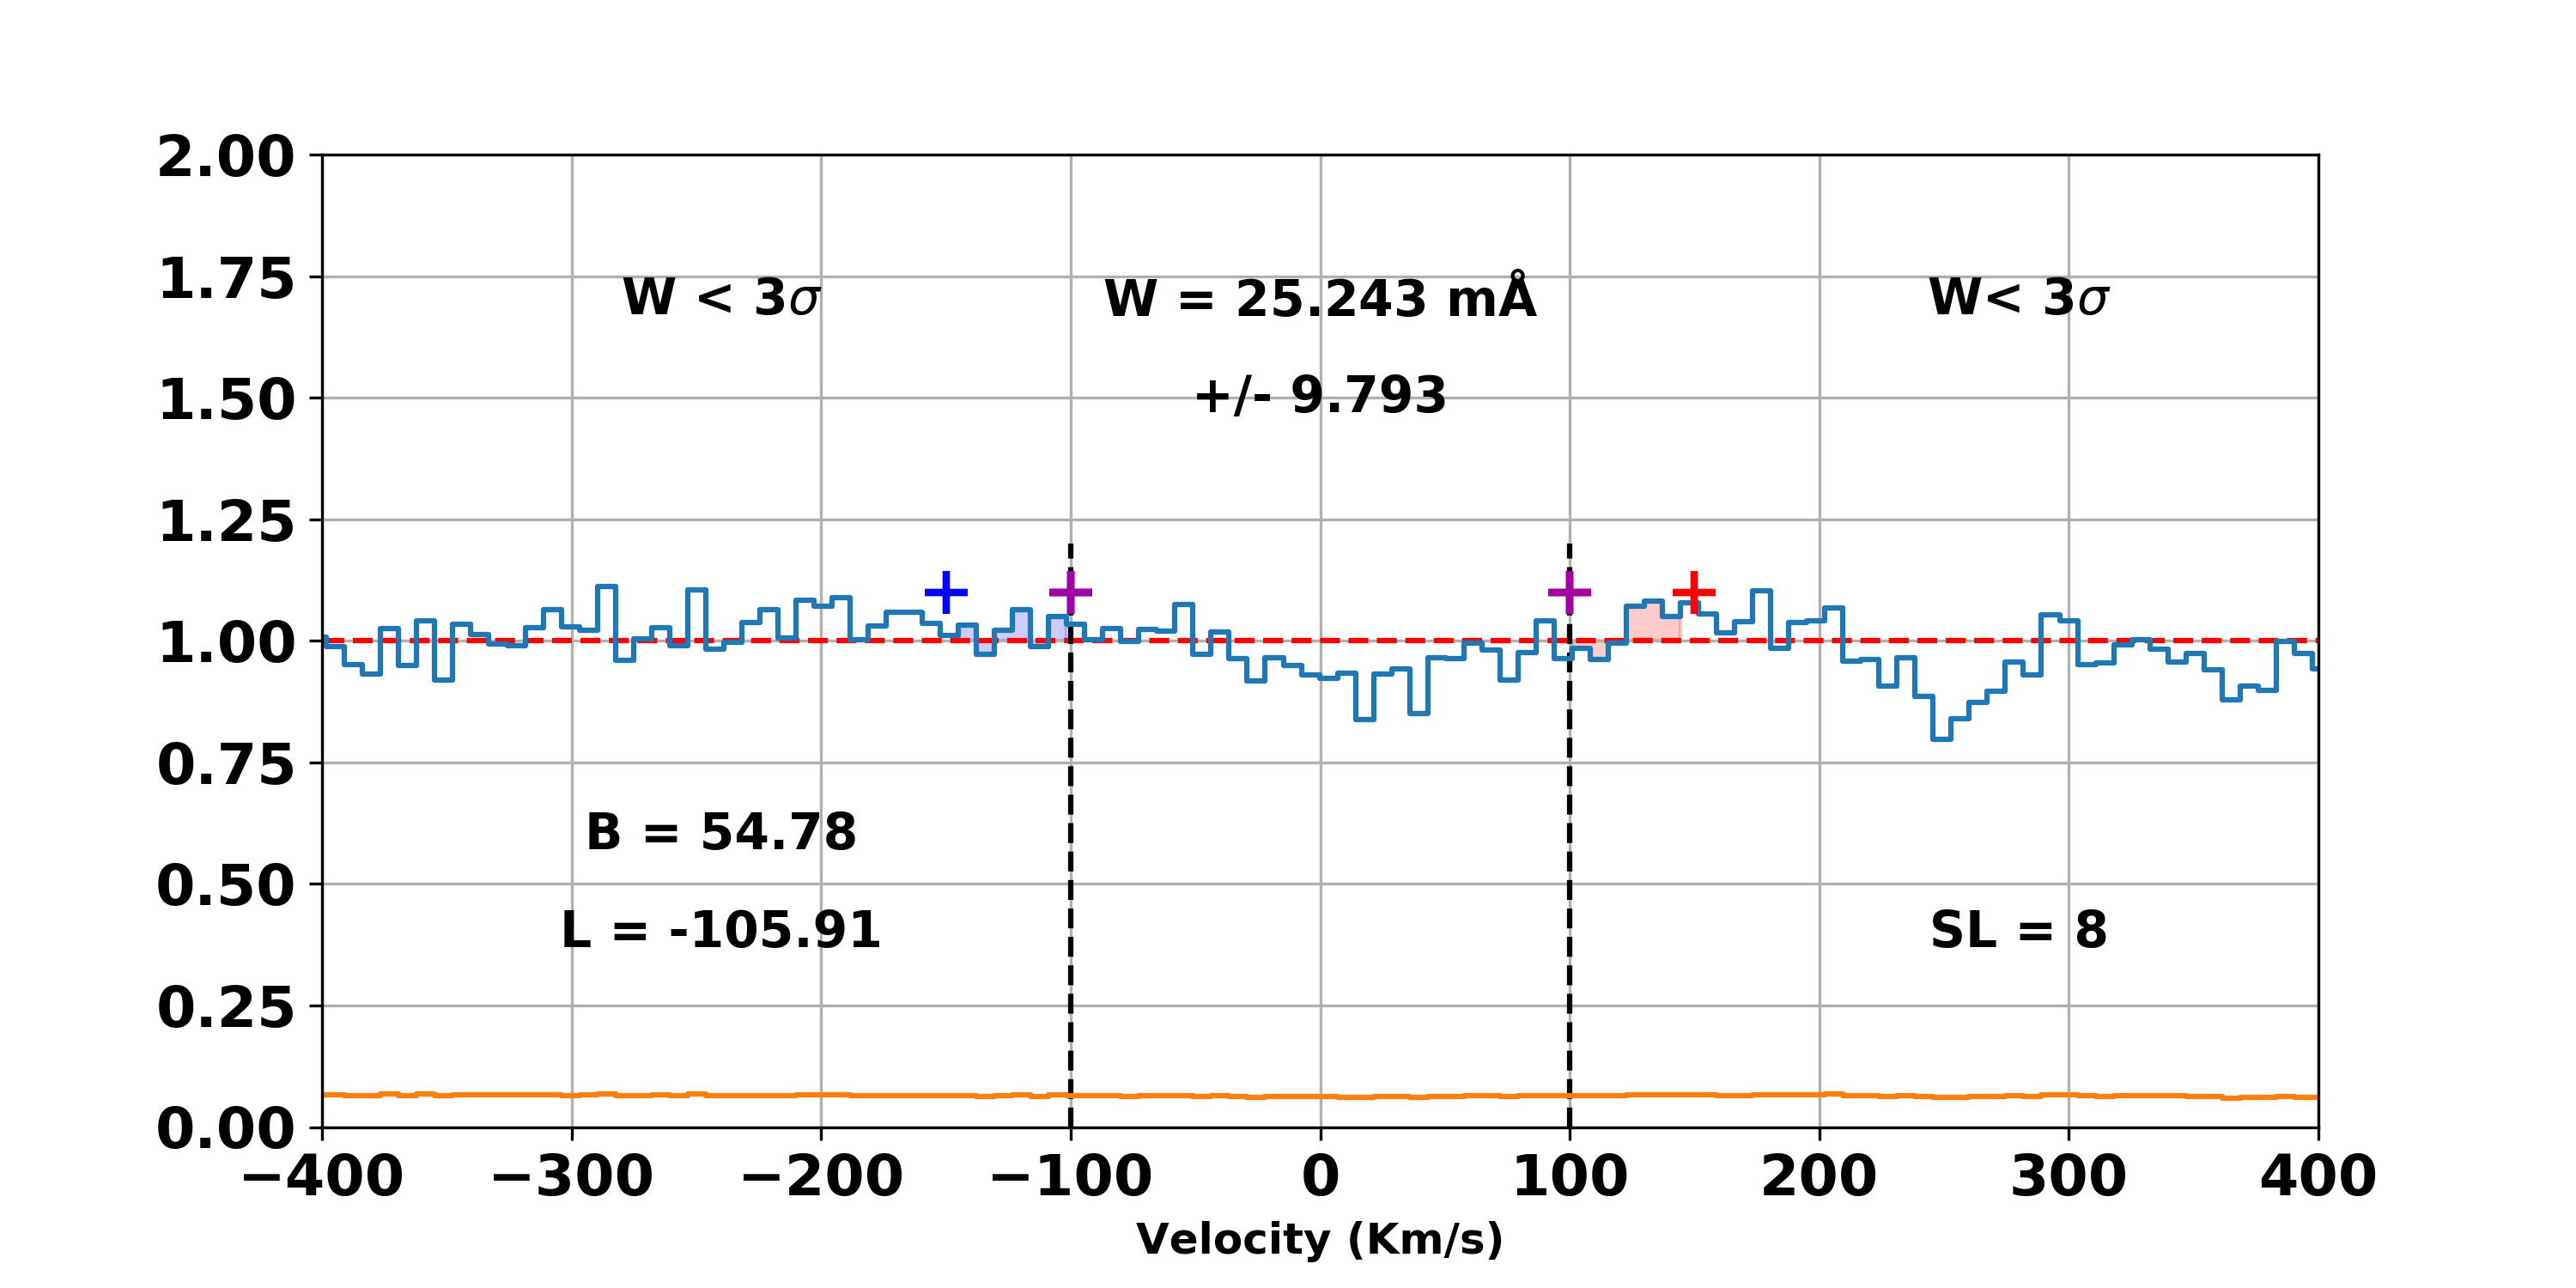 2.00
1.75
W < 3σ
W = 25.243 mÅ
W< 3σ
1.50
+/- 9.793
1.25
1.00
0.75
B = 54.78
0.50
L = -105.91
SL = 8
0.25
0.00
−400 −300 −200 −100 0 100 200 300 400
Velocity (Km/s)